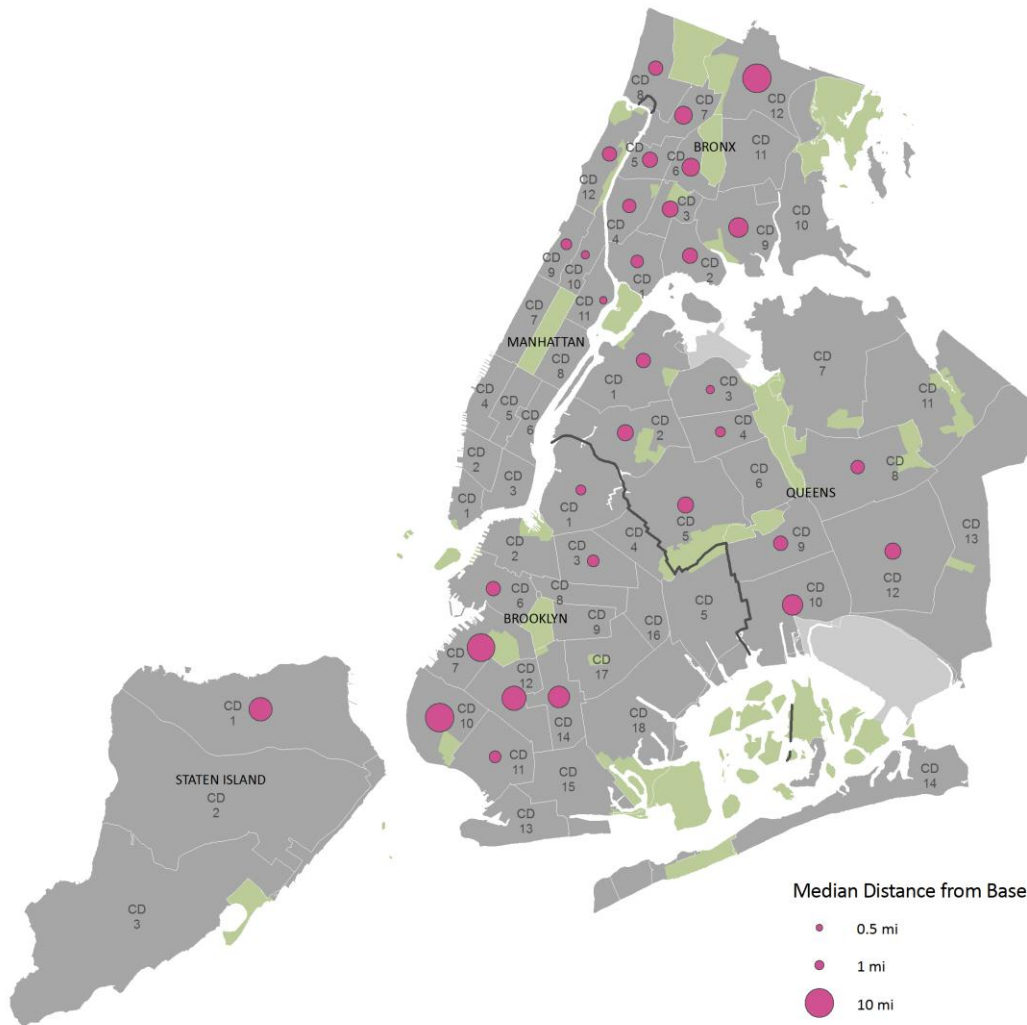 CD
8
CD
7
CD
12
BRONX
CD
11
CD
5
CD
6
CD
12
CD
3
CD
4
CD
9
CD
10
CD
2
CD
1
CD
9
CD
10
CD
11
CD
7
MANHATTAN
CD
8
CD
4
CD
5
CD
6
CD
2
CD
3
CD
1
CD
1
CD
3
CD
7
CD
11
CD
2
CD
4
CD
6
CD
8
QUEENS
CD
5
CD
9
CD
13
CD
12
CD
10
CD
14
CD
1
CD
2
CD
3
CD
4
CD
6
CD
8
BROOKLYN
CD
9
CD
16
CD
5
CD
7
CD
12
CD
17
CD
10
CD
14
CD
18
CD
11
CD
15
CD
13
CD
1
STATEN ISLAND
CD
2
CD
3
Median Distance from Base
0.5 mi
1 mi
10 mi